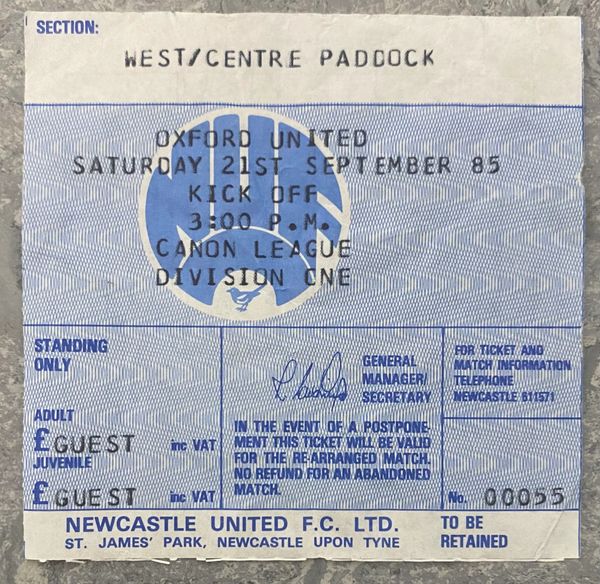 SECTION:
WEST/CENTRE PADDOCK
OXFORD UNITED
SATURDAY 21ST SEPTEMBER 85
KICK OFF
3:00 P.M.
CANON LEAGUE
DIVISION ONE
STANDING
ONLY
ADULT
£GUEST inc VAT
JUVENILE
£GUEST inc VAT
GENERAL
MANAGER/
SECRETARY
IN THE EVENT OF A POSTPONE-
MENT THIS TICKET WILL BE VALID
FOR THE RE-ARRANGED MATCH.
NO REFUND FOR AN ABANDONED
MATCH.
FOR TICKET AND
MATCH INFORMATION
TELEPHONE
NEWCASTLE 611571
No. 00055
NEWCASTLE UNITED F.C. LTD.
ST. JAMES' PARK, NEWCASTLE UPON TYNE
TO BE
RETAINED